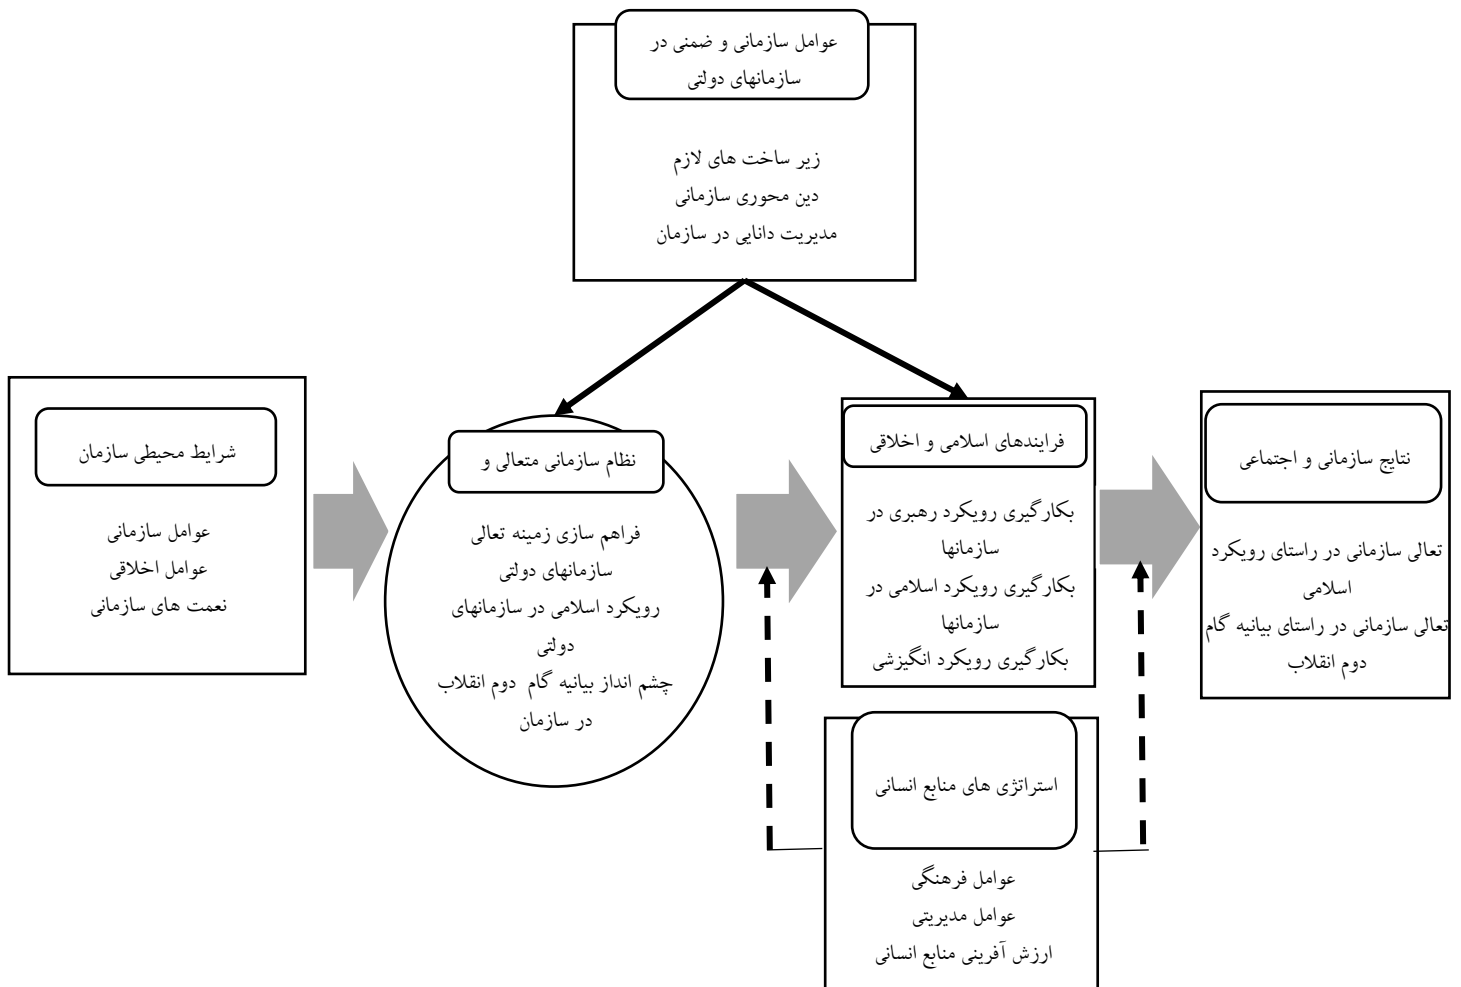 عوامل سازمانی و ضمنی در
سازمانهای دولتی
زیر ساخت های لازم
دین محوری سازمانی
مدیریت دانایی در سازمان
شرایط محیطی سازمان
عوامل سازمانی
عوامل اخلاقی
نعمت های سازمانی
نظام سازمانی متعالی و
فراهم سازی زمینه تعالی
سازمانهای دولتی
رویکرد اسلامی در سازمانهای
دولتی
چشم انداز بیانیه گام دوم انقلاب
در سازمان
فرایندهای اسلامی و اخلاقی
بکارگیری رویکرد رهبری در
سازمانها
بکارگیری رویکرد اسلامی در
سازمانها
بکارگیری رویکرد انگیزشی
نتایج سازمانی و اجتماعی
تعالی سازمانی در راستای رویکرد
اسلامی
تعالی سازمانی در راستای بیانیه گام
دوم انقلاب
استراتژی های منابع انسانی
عوامل فرهنگی
عوامل مدیریتی
ارزش آفرینی منابع انسانی